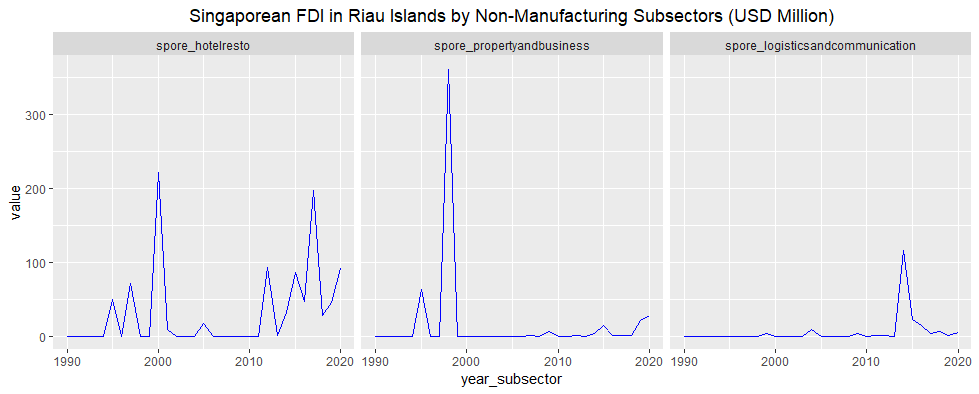 Singaporean FDI in Riau Islands by Non-Manufacturing Subsectors (USD Million)
spore_hotelresto spore_propertyandbusiness spore_logisticsandcommunication
300
200
100
0
value
1990 2000 2010 2020 1990 2000 2010 2020 1990 2000 2010 2020
year_subsector